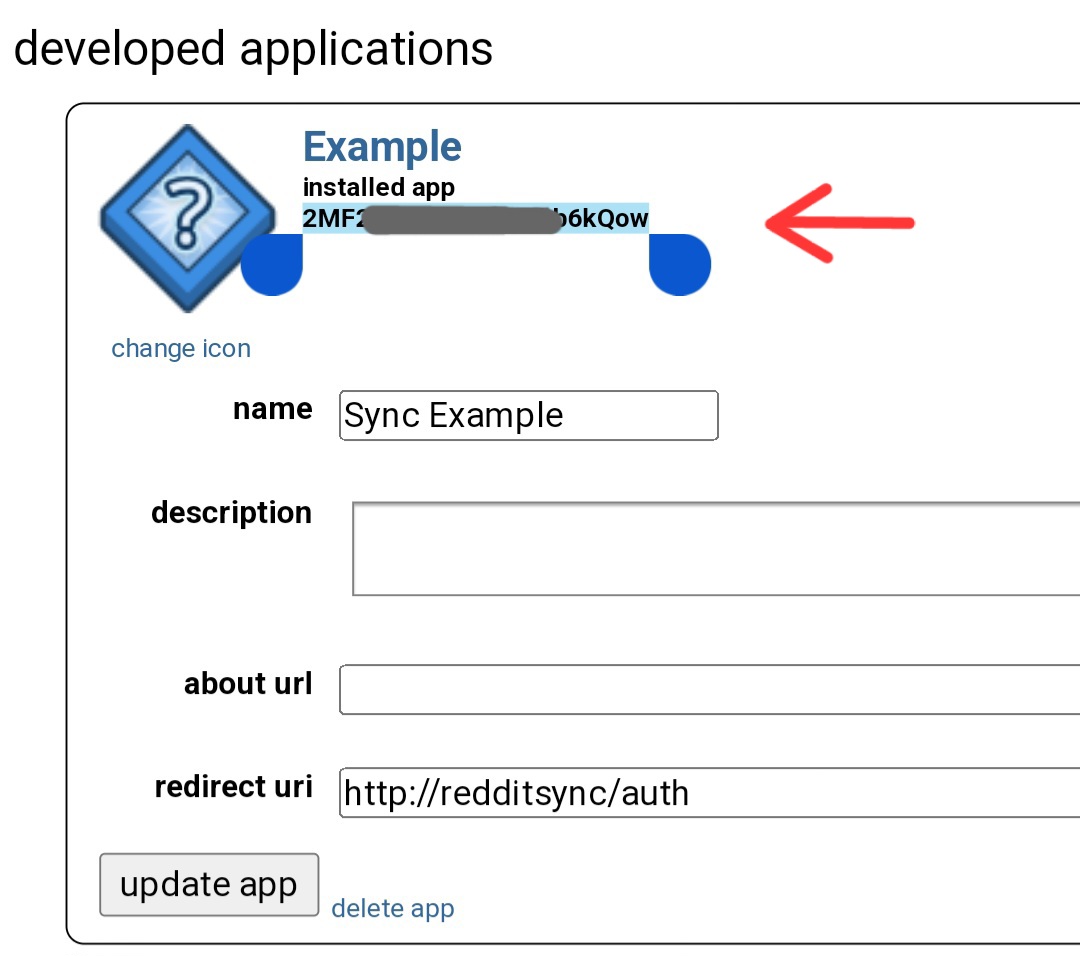 developed applications
Example
installed app
2MF2 b6kQow
change icon
name
Sync Example
description
about url
redirect uri
http://redditsync/auth
update app
delete app